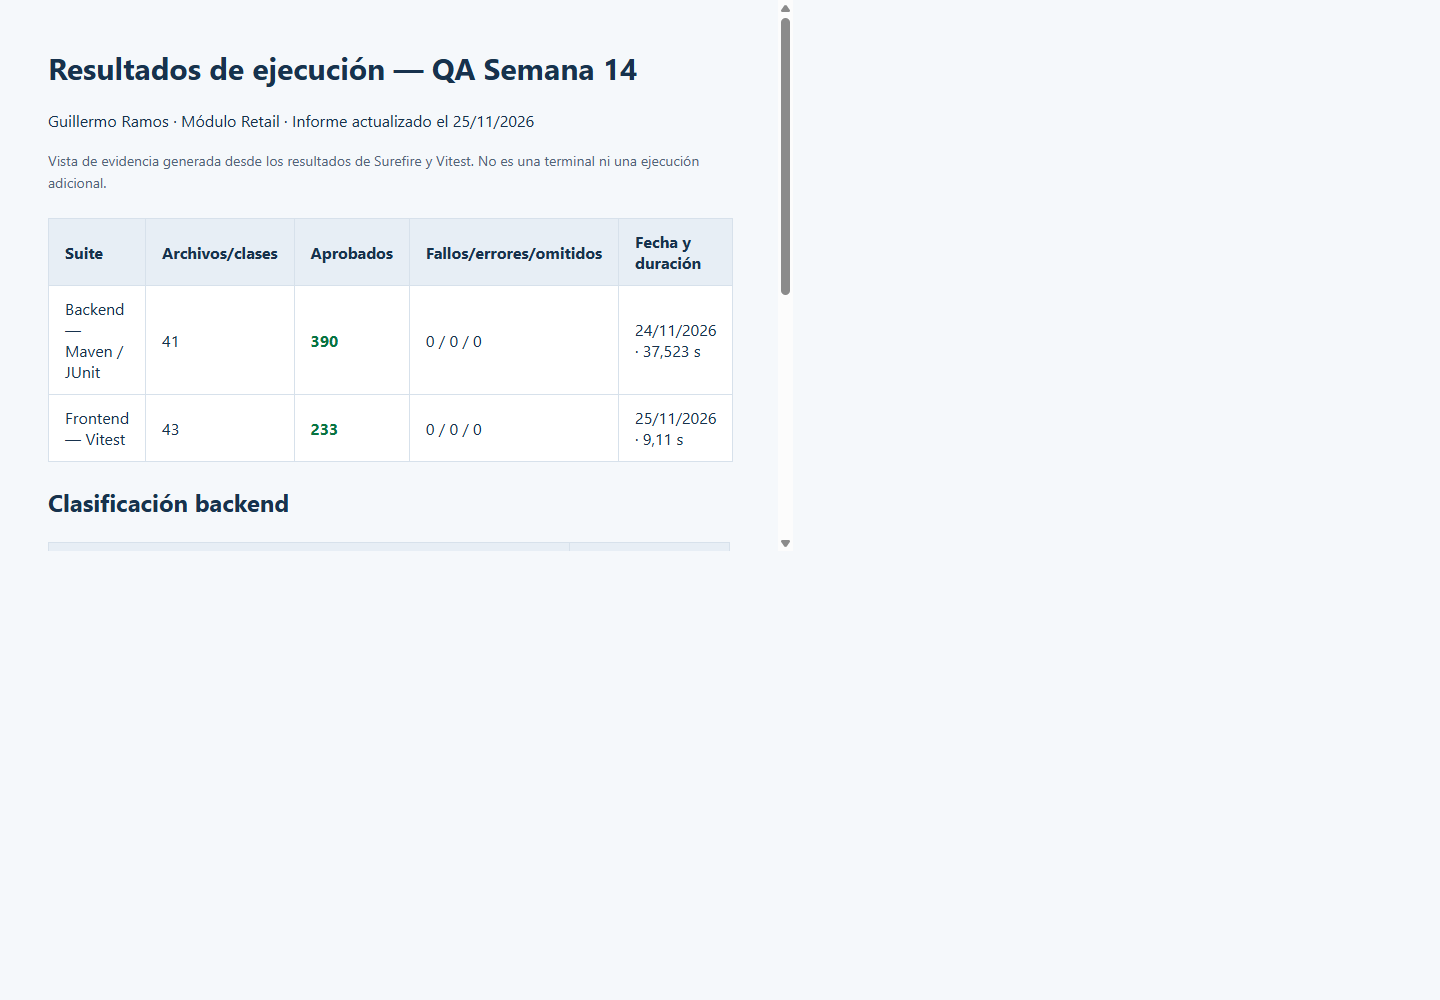 Resultados de ejecución — QA Semana 14
Guillermo Ramos · Módulo Retail · Informe actualizado el 25/11/2026
Vista de evidencia generada desde los resultados de Surefire y Vitest. No es una terminal ni una ejecución
adicional.
Suite
Archivos/clases
Aprobados
Fallos/errores/omitidos
Fecha y
duración
Backend
—
Maven /
JUnit
41
390
0 / 0 / 0
24/11/2026
· 37,523 s
Frontend
— Vitest
43
233
0 / 0 / 0
25/11/2026
· 9,11 s
Clasificación backend